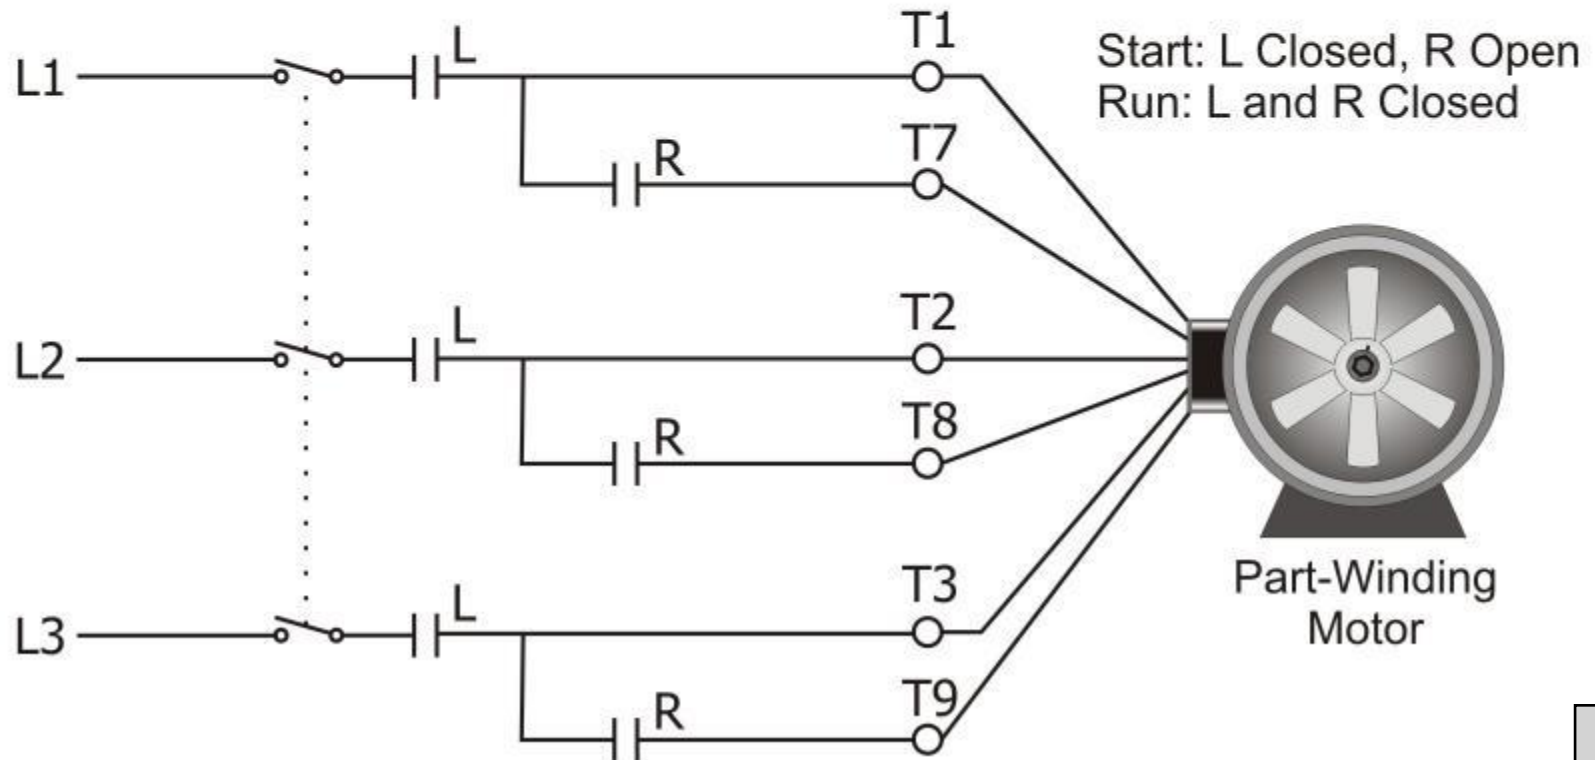 L1
L
T1
Start: L Closed, R Open
Run: L and R Closed
R
T7
L2
L
T2
R
T8
L3
L
T3
R
T9
Part-Winding
Motor